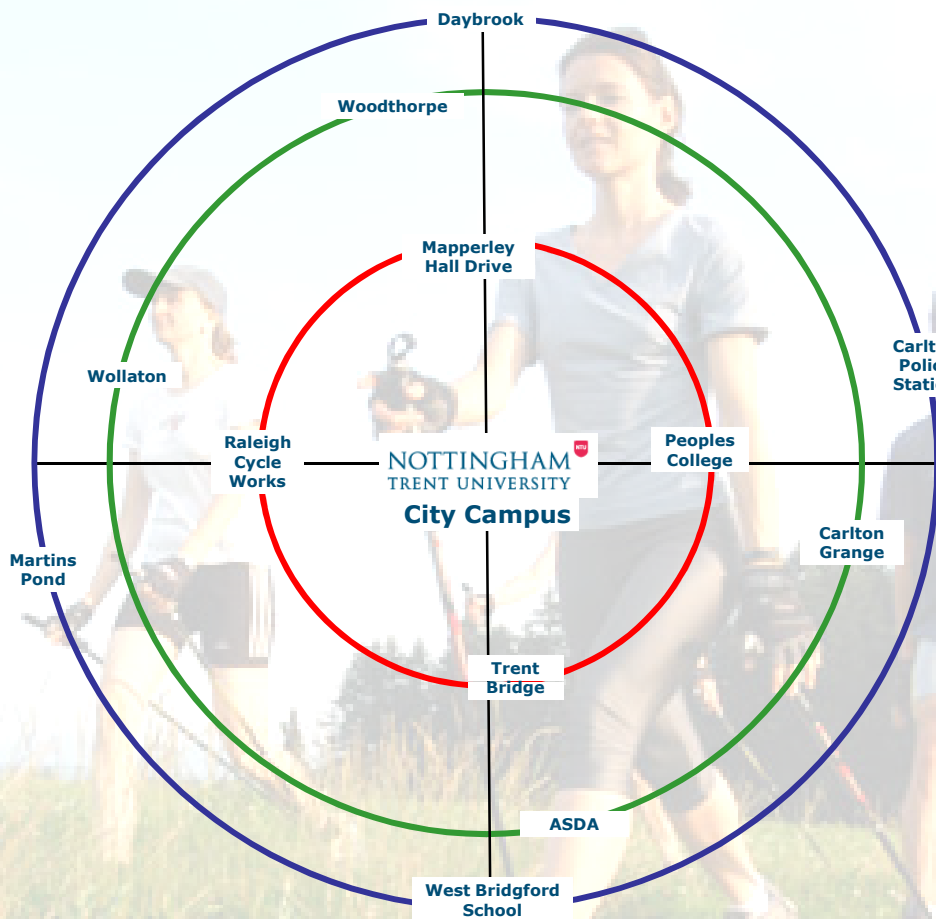 Daybrook
Woodthorpe
Mapperley
Hall Drive
Wollaton
Raleigh
Cycle
Works
NOTTINGHAM
NTU
TRENT UNIVERSITY
City Campus
Peoples
College
Martins
Pond
Carlton
Grange
Trent
Bridge
ASDA
West Bridgford
School